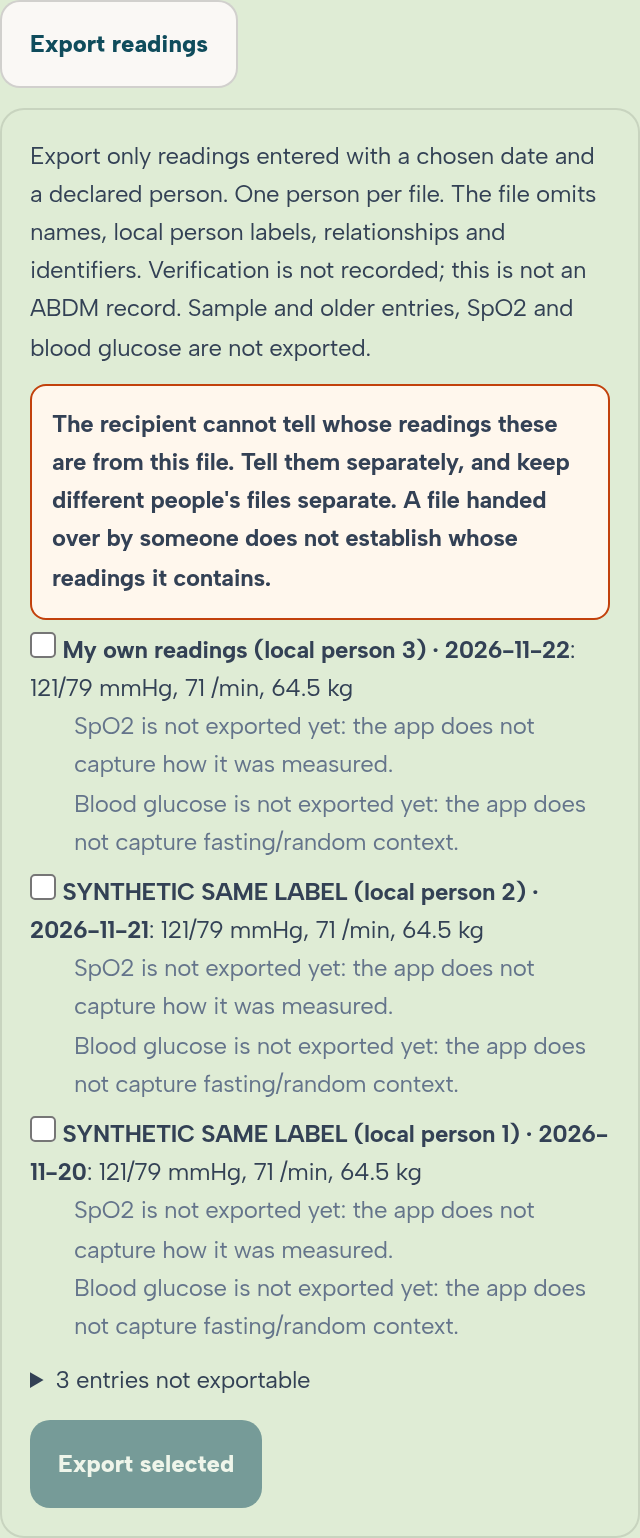 Export readings
Export only readings entered with a chosen date and
a declared person. One person per file. The file omits
names, local person labels, relationships and
identifiers. Verification is not recorded; this is not an
ABDM record. Sample and older entries, SpO2 and
blood glucose are not exported.
The recipient cannot tell whose readings these
are from this file. Tell them separately, and keep
different people's files separate. A file handed
over by someone does not establish whose
readings it contains.
My own readings (local person 3) · 2026-11-22:
121/79 mmHg, 71 /min, 64.5 kg
SpO2 is not exported yet: the app does not
capture how it was measured.
Blood glucose is not exported yet: the app does
not capture fasting/random context.
SYNTHETIC SAME LABEL (local person 2) ·
2026-11-21: 121/79 mmHg, 71 /min, 64.5 kg
SpO2 is not exported yet: the app does not
capture how it was measured.
Blood glucose is not exported yet: the app does
not capture fasting/random context.
SYNTHETIC SAME LABEL (local person 1) · 2026-
11-20: 121/79 mmHg, 71 /min, 64.5 kg
SpO2 is not exported yet: the app does not
capture how it was measured.
Blood glucose is not exported yet: the app does
not capture fasting/random context.
3 entries not exportable
Export selected